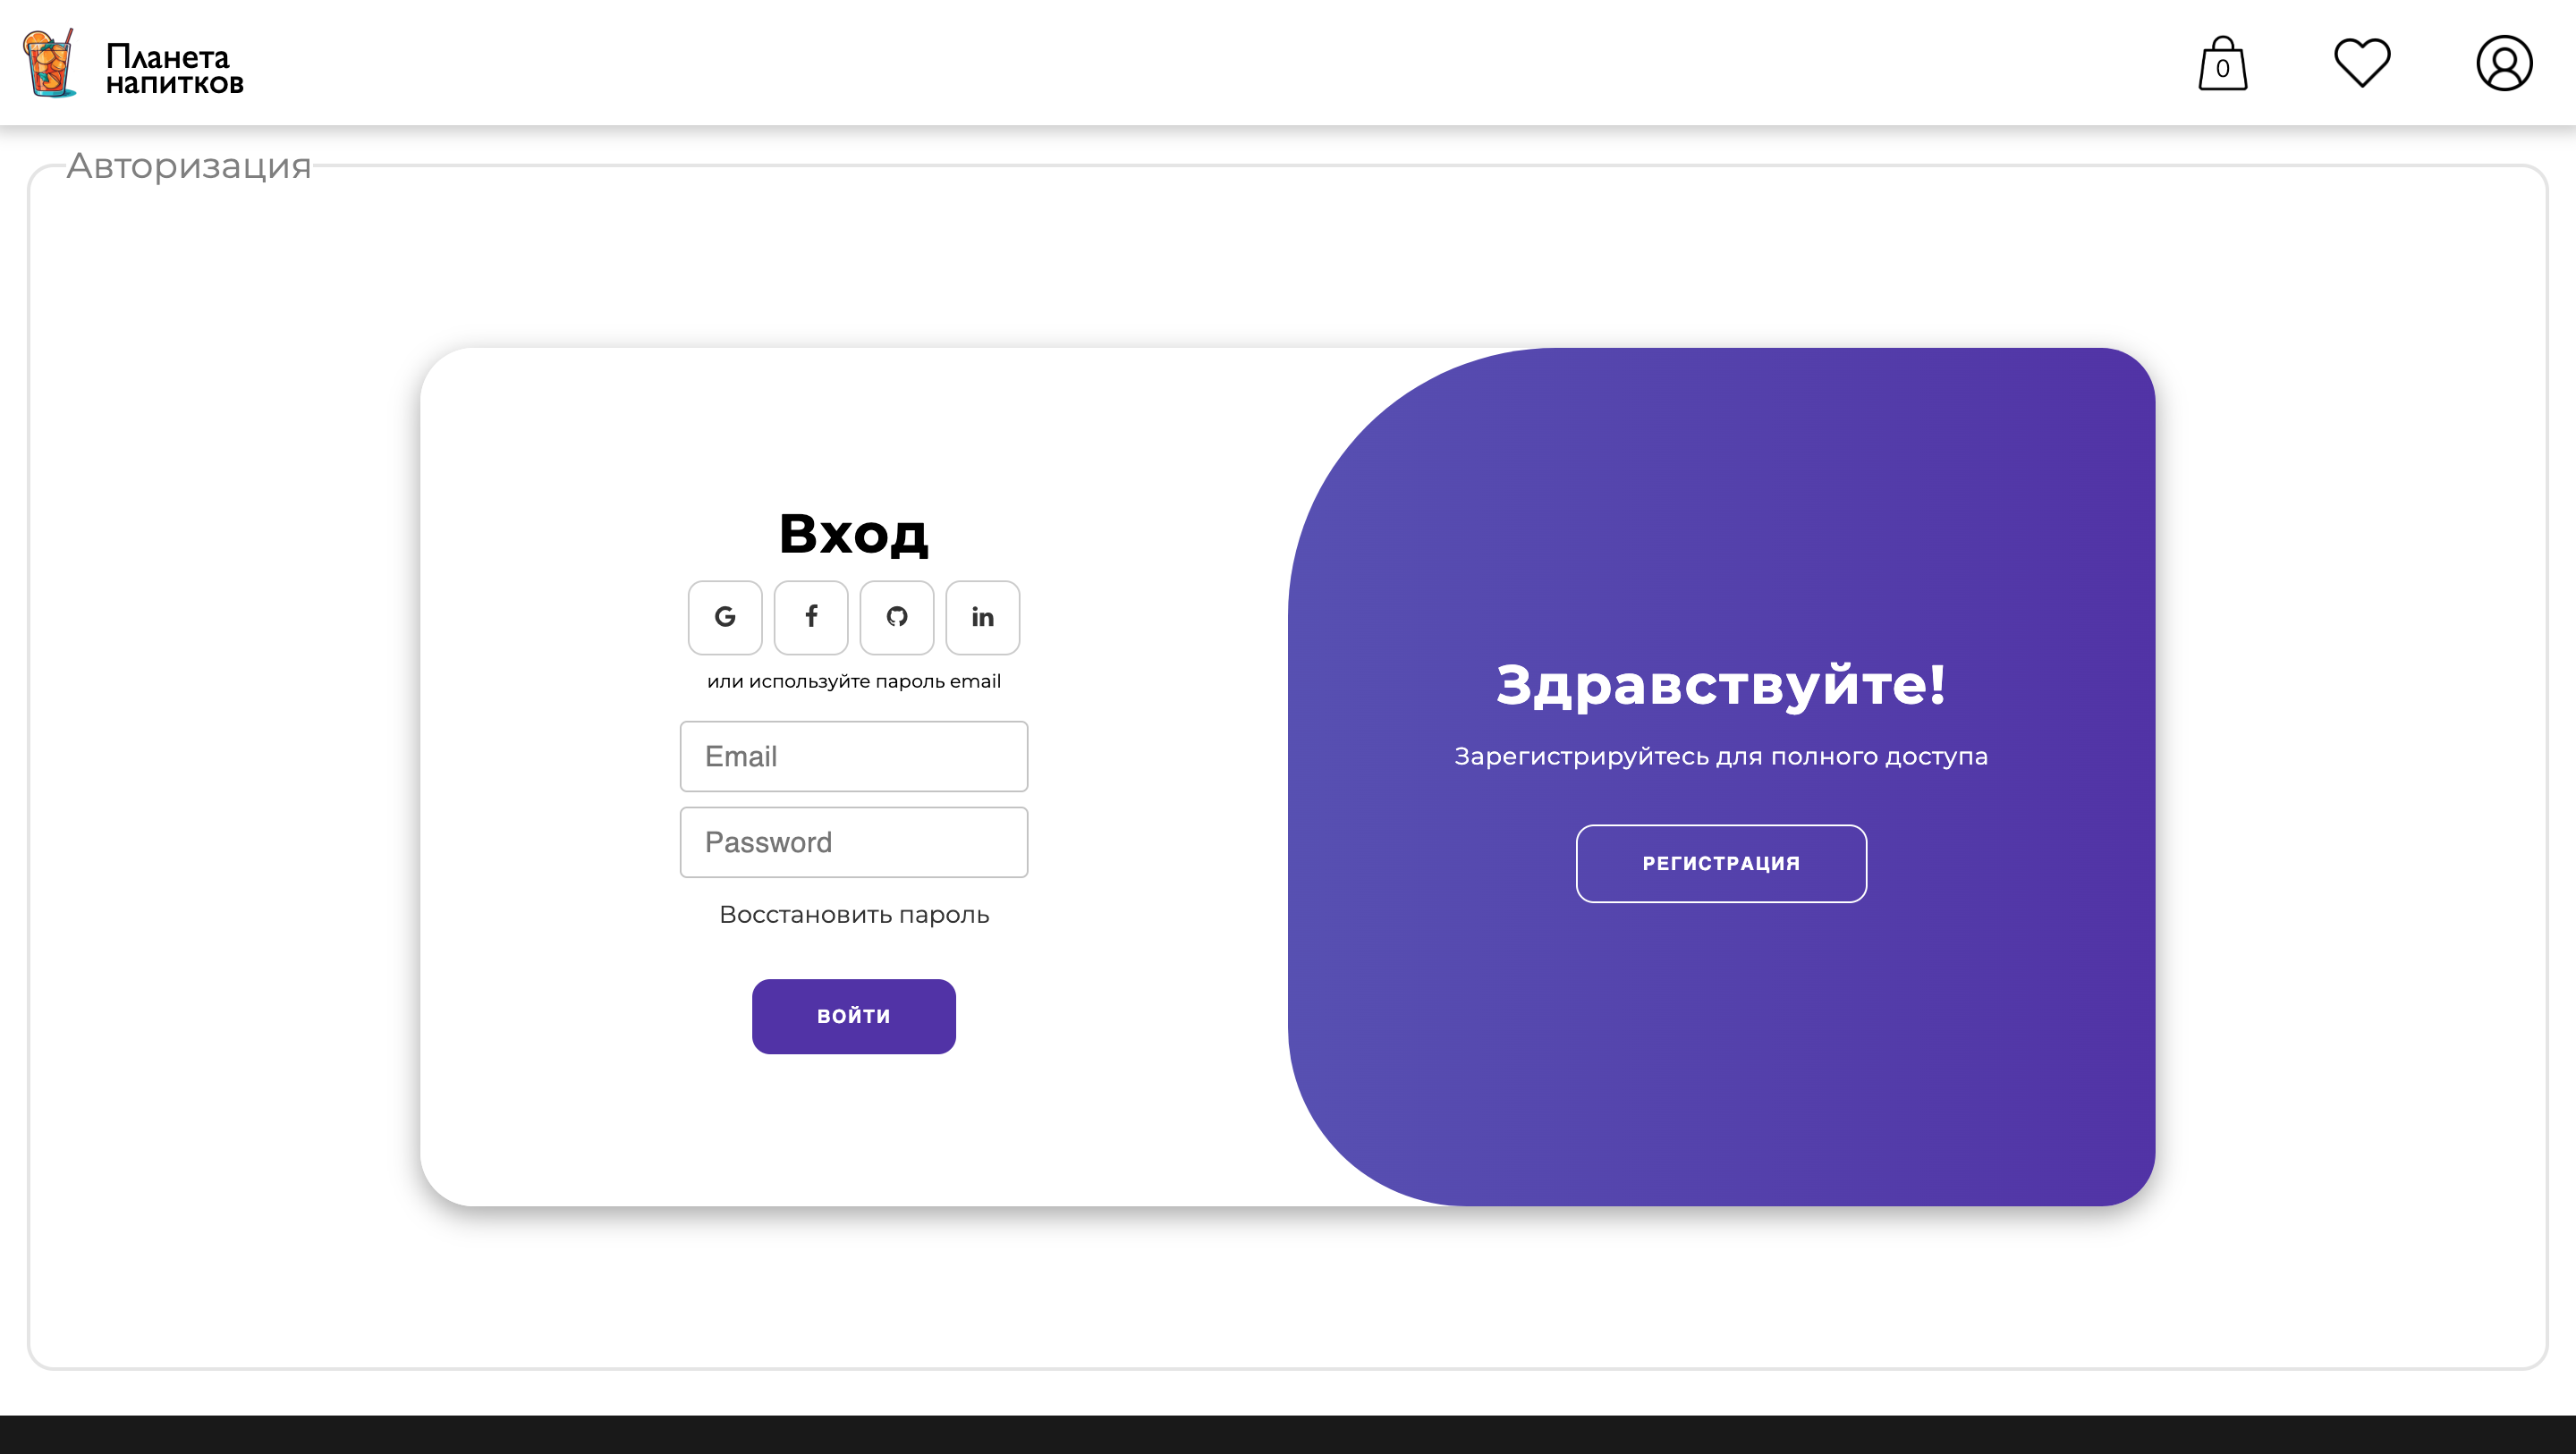 Планета
напитков
0
Авторизация
Вход
или используйте пароль email
Email
Password
Восстановить пароль
ВОЙТИ
Здравствуйте!
Зарегистрируйтесь для полного доступа
РЕГИСТРАЦИЯ